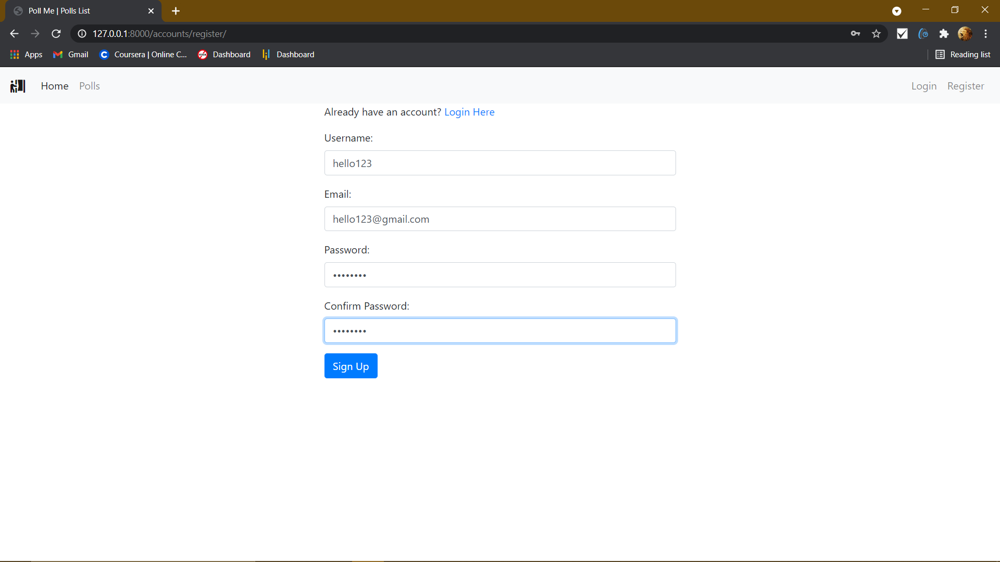 Poll Me | Polls List
127.0.0.1:8000/accounts/register/
Apps Gmail Coursera | Online C... Dashboard Dashboard Reading list
Home Polls Login Register
Already have an account? Login Here
Username:
hello123
Email:
hello123@gmail.com
Password:
••••••••
Confirm Password:
••••••••
Sign Up